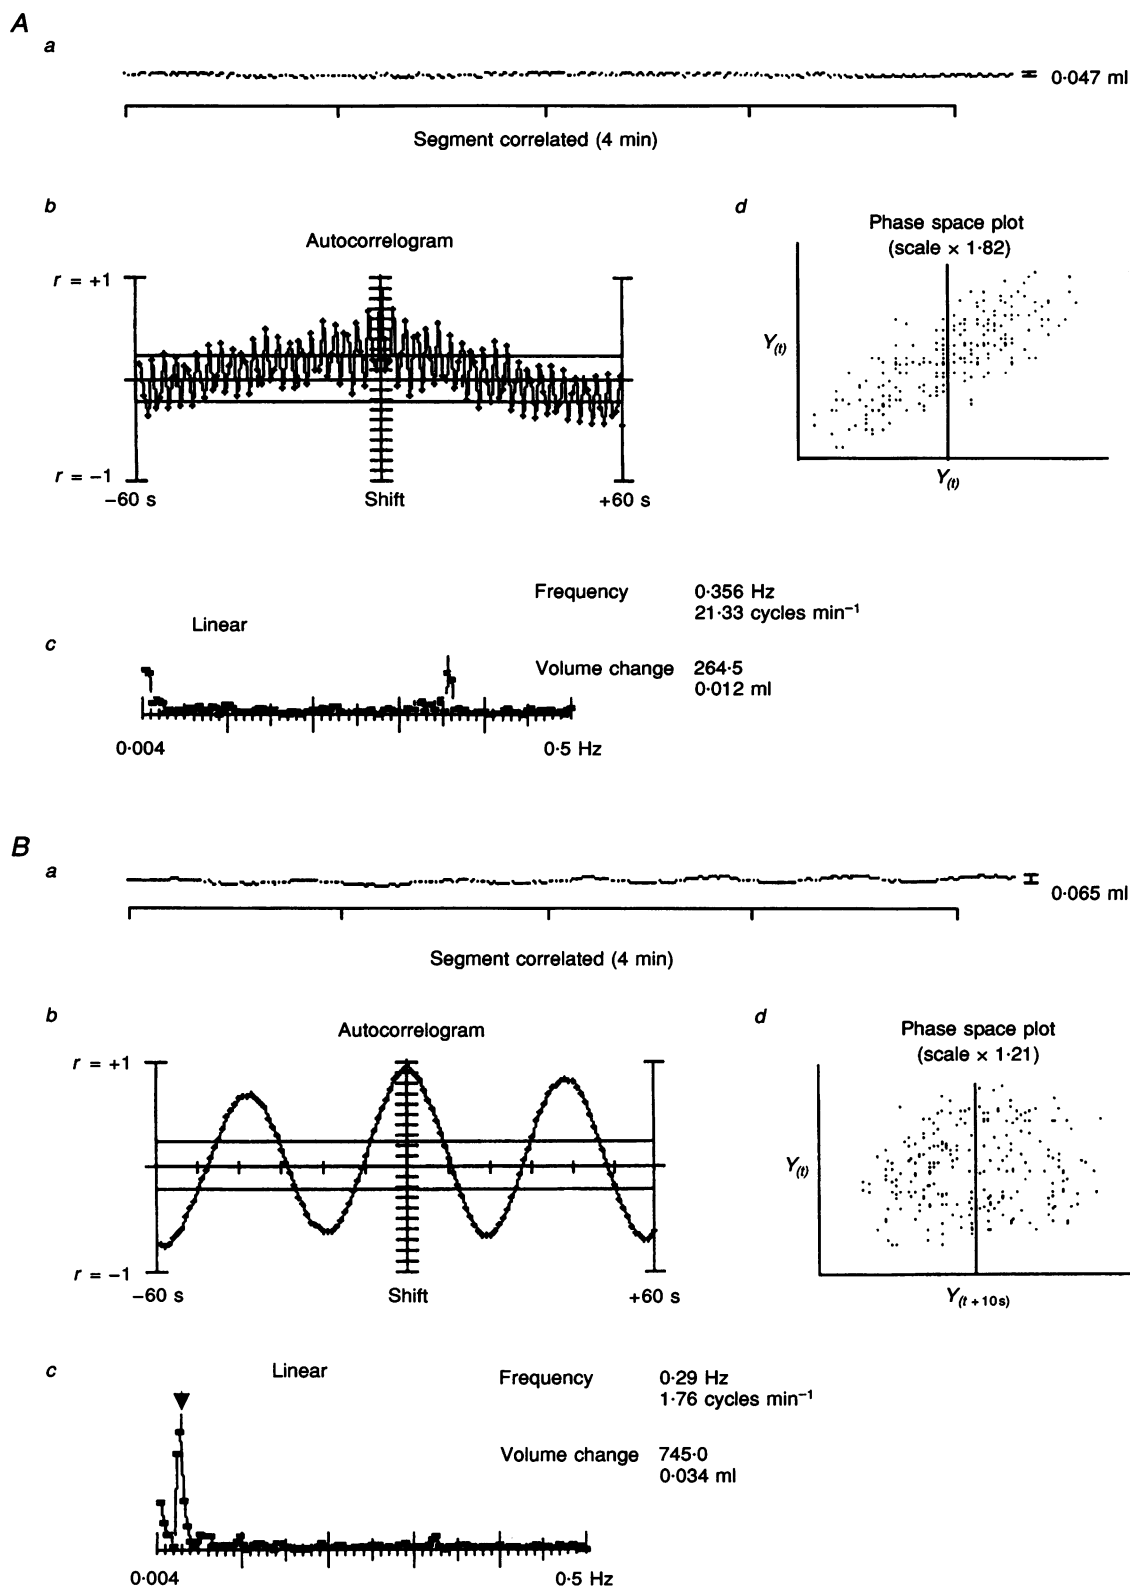 A
a
0·047 ml
Segment correlated (4 min)
b
Autocorrelogram
r = +1
r = −1
−60 s
Shift
+60 s
d
Phase space plot
(scale × 1·82)
Y(t)
Y(t)
c
Linear
0·004
0·5 Hz
Frequency 0·356 Hz
21·33 cycles min⁻¹
Volume change 264·5
0·012 ml
B
a
0·065 ml
Segment correlated (4 min)
b
Autocorrelogram
r = +1
r = −1
−60 s
Shift
+60 s
d
Phase space plot
(scale × 1·21)
Y(t)
Y(t + 10s)
c
Linear
0·004
0·5 Hz
Frequency 0·29 Hz
1·76 cycles min⁻¹
Volume change 745·0
0·034 ml